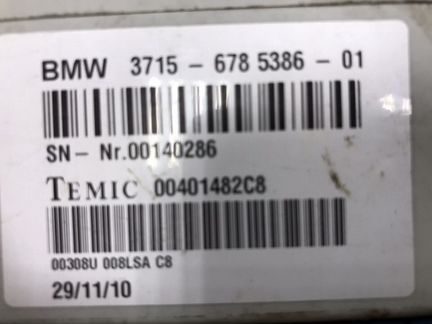 BMW 3715 - 678 5386 - 01
SN - Nr.00140286
TEMIC 00401482C8
00308U 008LSA C8
29/11/10